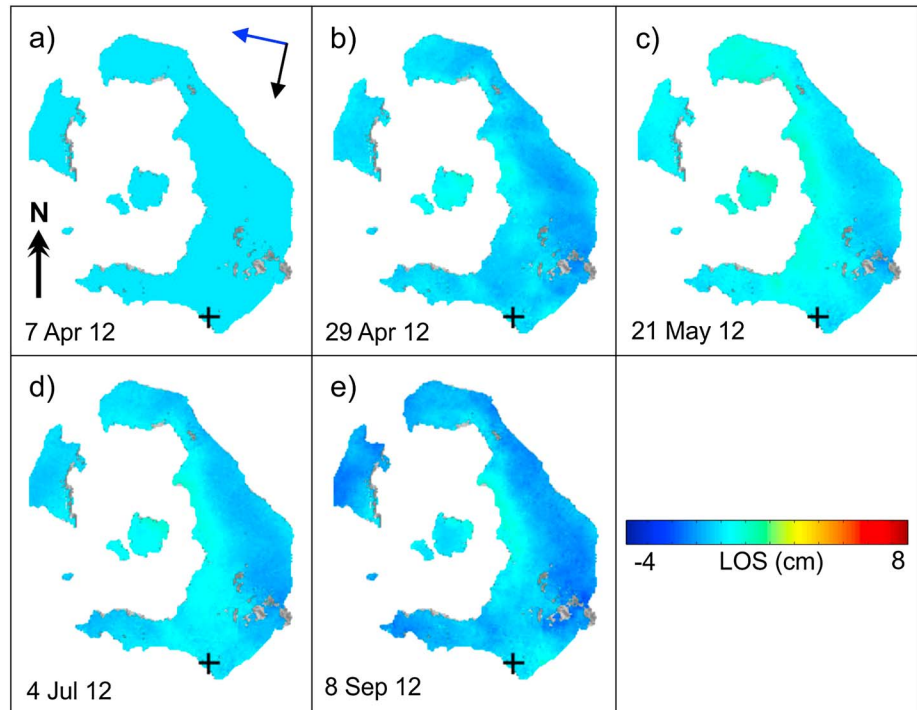 a)
b)
c)
N
7 Apr 12
29 Apr 12
21 May 12
d)
e)
-4 LOS (cm) 8
4 Jul 12
8 Sep 12